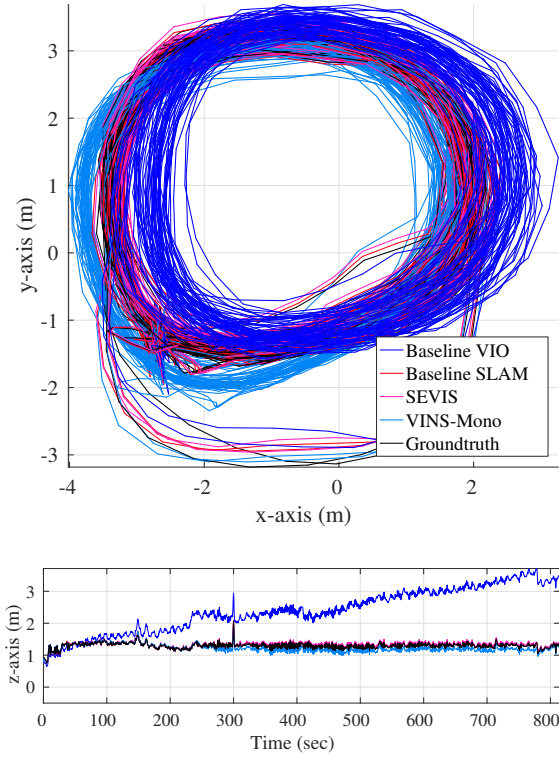 3
2
1
0
-1
-2
-3
y-axis (m)
-4
-2
0
2
x-axis (m)
Baseline VIO
Baseline SLAM
SEVIS
VINS-Mono
Groundtruth
3
2
1
0
z-axis (m)
0
100
200
300
400
500
600
700
800
Time (sec)